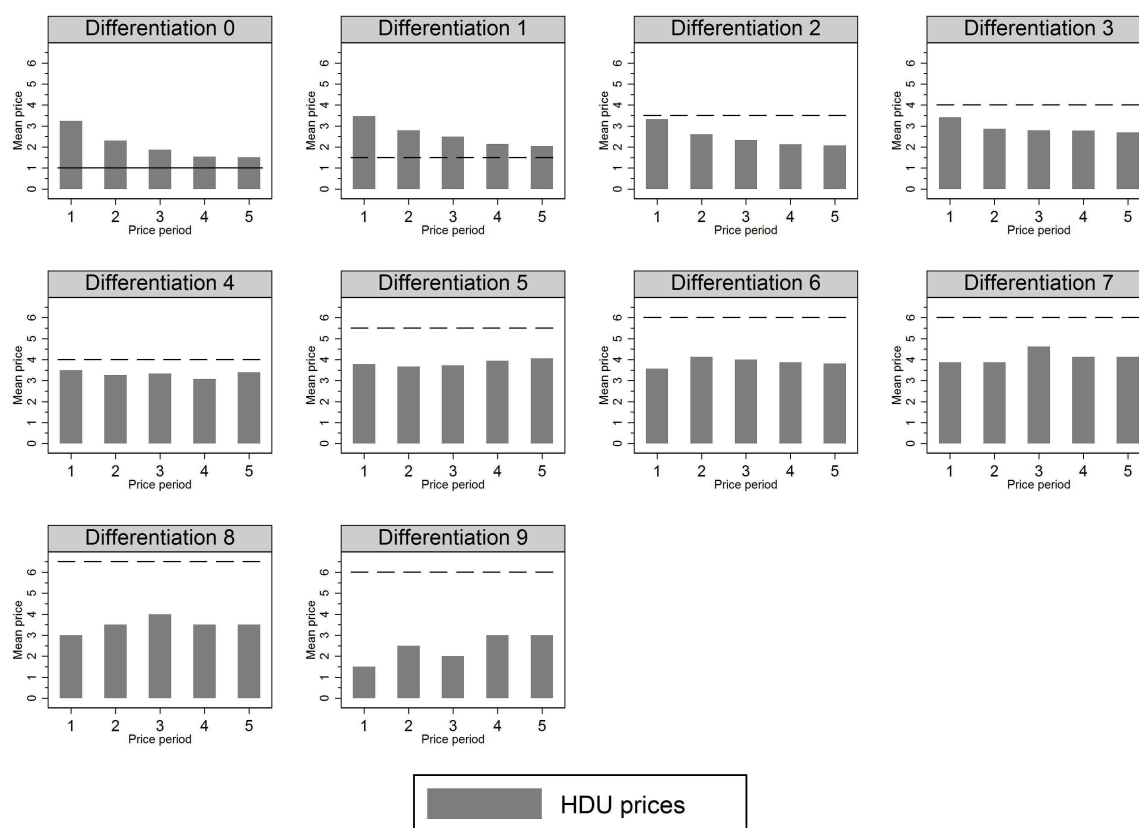 Differentiation 0
Mean price
0 1 2 3 4 5 6
1 2 3 4 5
Price period
Differentiation 1
Mean price
0 1 2 3 4 5 6
1 2 3 4 5
Price period
Differentiation 2
Mean price
0 1 2 3 4 5 6
1 2 3 4 5
Price period
Differentiation 3
Mean price
0 1 2 3 4 5 6
1 2 3 4 5
Price period
Differentiation 4
Mean price
0 1 2 3 4 5 6
1 2 3 4 5
Price period
Differentiation 5
Mean price
0 1 2 3 4 5 6
1 2 3 4 5
Price period
Differentiation 6
Mean price
0 1 2 3 4 5 6
1 2 3 4 5
Price period
Differentiation 7
Mean price
0 1 2 3 4 5 6
1 2 3 4 5
Price period
Differentiation 8
Mean price
0 1 2 3 4 5 6
1 2 3 4 5
Price period
Differentiation 9
Mean price
0 1 2 3 4 5 6
1 2 3 4 5
Price period
HDU prices